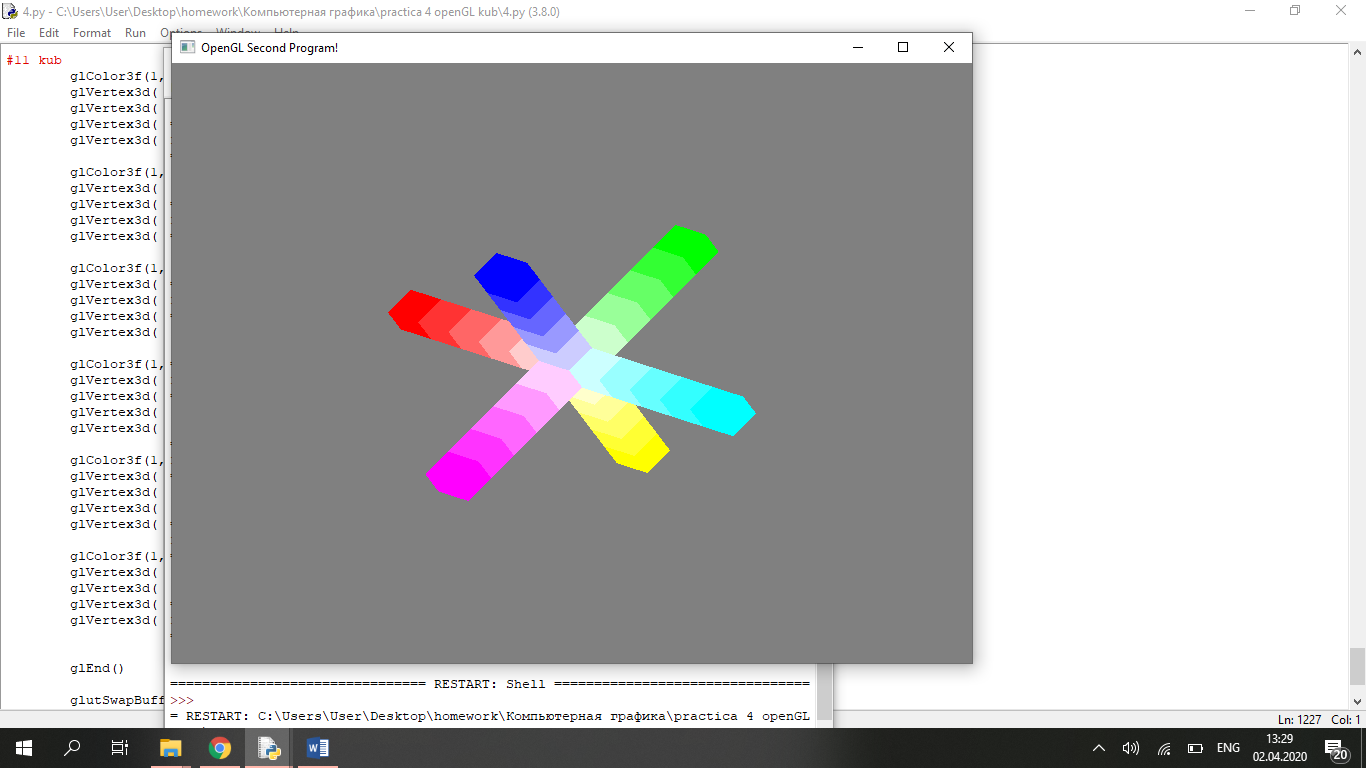 4.py - C:\Users\User\Desktop\homework\Компьютерная графика\practica 4 openGL kub\4.py (3.8.0)
File Edit Format Run Options Window Help
OpenGL Second Program!
#11 kub
glColor3f(1,
glVertex3d(
glVertex3d(
glVertex3d(
glVertex3d(
glColor3f(1,
glVertex3d(
glVertex3d(
glVertex3d(
glVertex3d(
glColor3f(1,
glVertex3d(
glVertex3d(
glVertex3d(
glVertex3d(
glColor3f(1,
glVertex3d(
glVertex3d(
glVertex3d(
glVertex3d(
glColor3f(1,
glVertex3d(
glVertex3d(
glVertex3d(
glVertex3d(
glColor3f(1,
glVertex3d(
glVertex3d(
glVertex3d(
glVertex3d(
glEnd()
glutSwapBuff
=============================== RESTART: Shell ===============================
>>>
= RESTART: C:\Users\User\Desktop\homework\Компьютерная графика\practica 4 openGL
Ln: 1227 Col: 1
ENG
13:29
02.04.2020
20